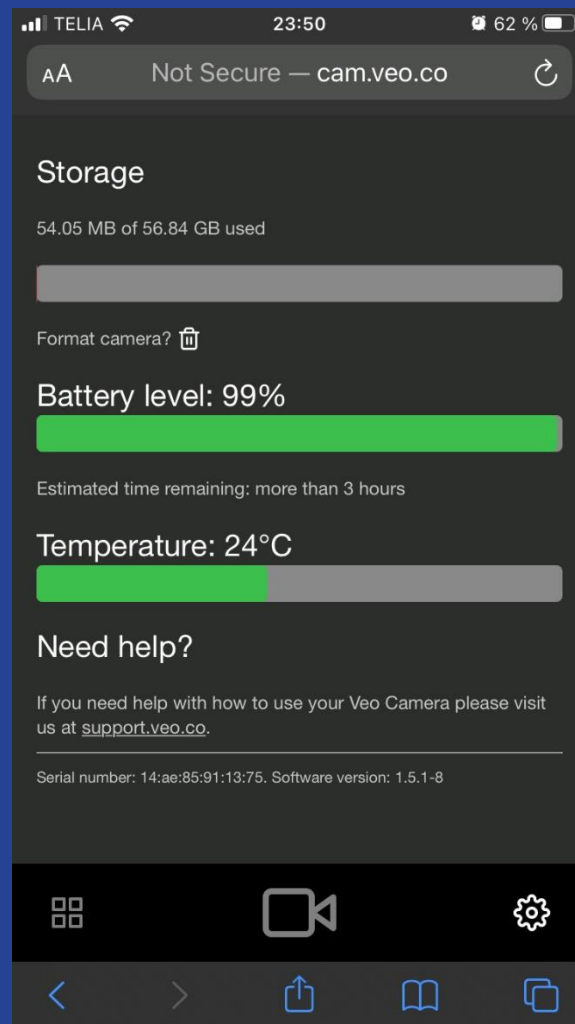 TELIA 23:50 62 %
AA Not Secure — cam.veo.co
Storage
54.05 MB of 56.84 GB used
Format camera?
Battery level: 99%
Estimated time remaining: more than 3 hours
Temperature: 24°C
Need help?
If you need help with how to use your Veo Camera please visit
us at support.veo.co.
Serial number: 14:ae:85:91:13:75. Software version: 1.5.1-8